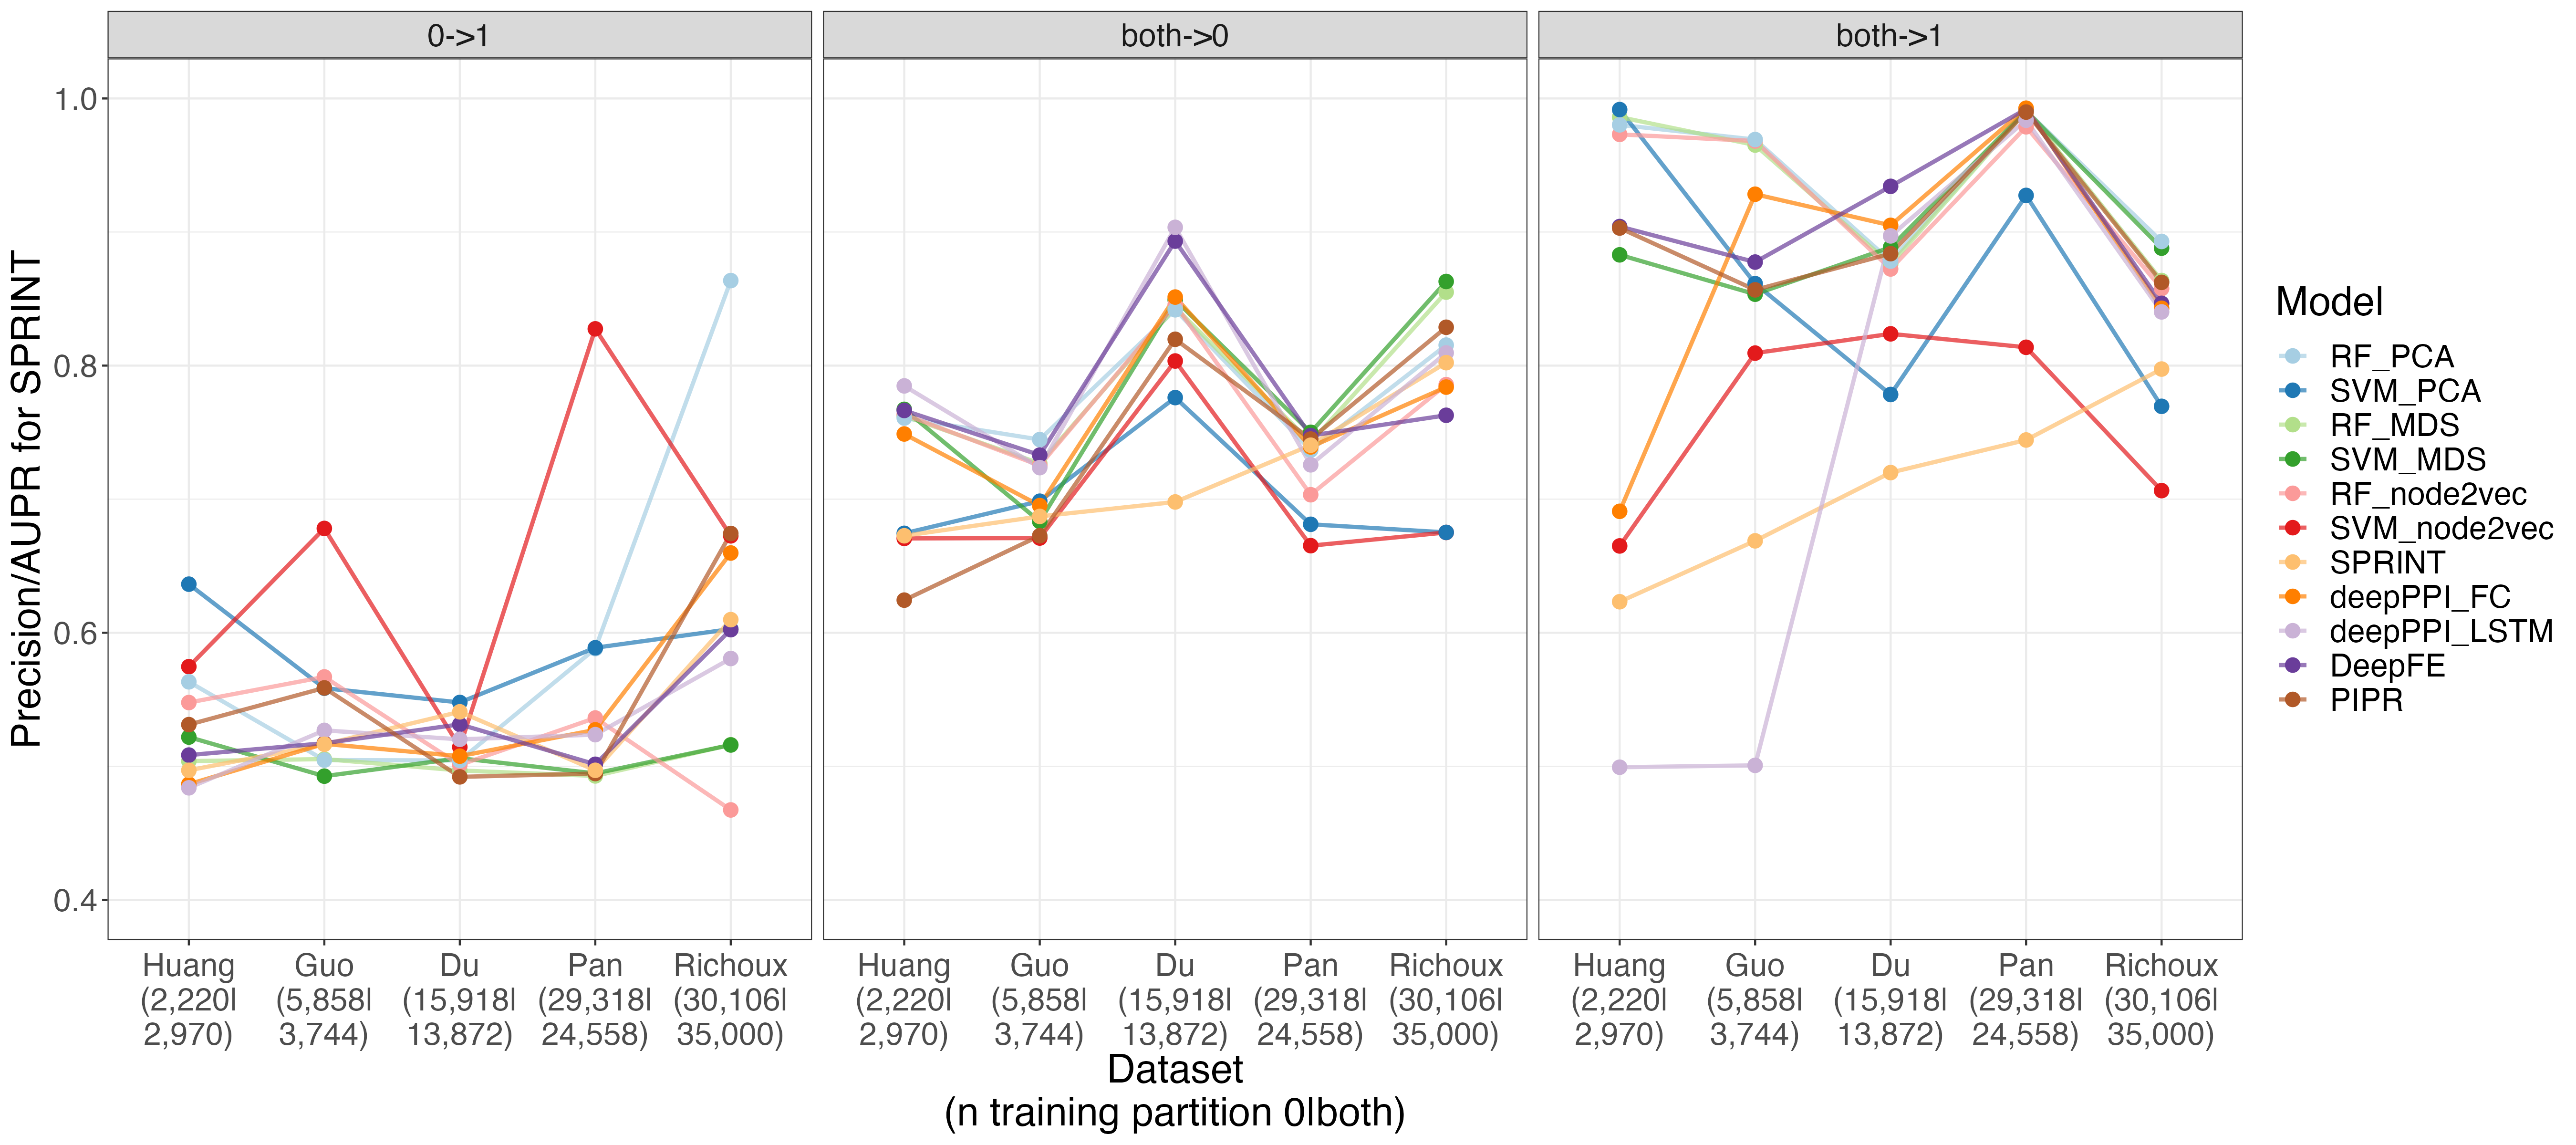 0->1
both->0
both->1
Precision/AUPR for SPRINT
1.0
0.8
0.6
0.4
Huang
(2,220|
2,970)
Guo
(5,858|
3,744)
Du
(15,918|
13,872)
Pan
(29,318|
24,558)
Richoux
(30,106|
35,000)
Huang
(2,220|
2,970)
Guo
(5,858|
3,744)
Du
(15,918|
13,872)
Pan
(29,318|
24,558)
Richoux
(30,106|
35,000)
Huang
(2,220|
2,970)
Guo
(5,858|
3,744)
Du
(15,918|
13,872)
Pan
(29,318|
24,558)
Richoux
(30,106|
35,000)
Dataset
(n training partition 0|both)
Model
RF_PCA
SVM_PCA
RF_MDS
SVM_MDS
RF_node2vec
SVM_node2vec
SPRINT
deepPPI_FC
deepPPI_LSTM
DeepFE
PIPR